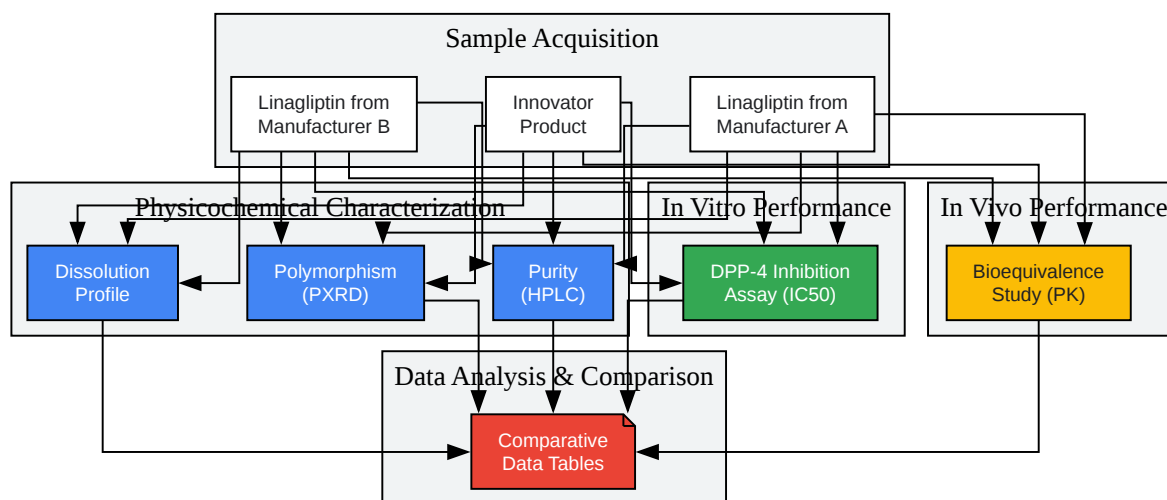 Sample Acquisition
Linagliptin from
Manufacturer B
Innovator
Product
Linagliptin from
Manufacturer A
Physicochemical Characterization
In Vitro Performance
In Vivo Performance
Dissolution
Profile
Polymorphism
(PXRD)
Purity
(HPLC)
DPP-4 Inhibition
Assay (IC50)
Bioequivalence
Study (PK)
Data Analysis & Comparison
Comparative
Data Tables